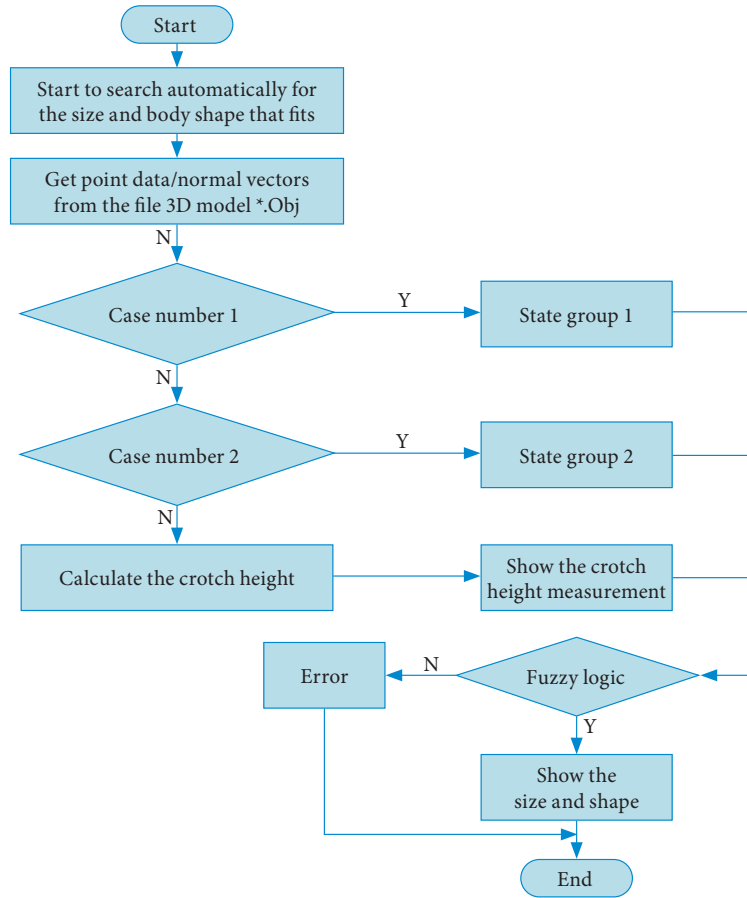 Start
Start to search automatically for
the size and body shape that fits
Get point data/normal vectors
from the file 3D model *.Obj
N
Case number 1
Y
State group 1
N
Case number 2
Y
State group 2
N
Calculate the crotch height
Show the crotch
height measurement
Fuzzy logic
N
Error
Y
Show the
size and shape
End